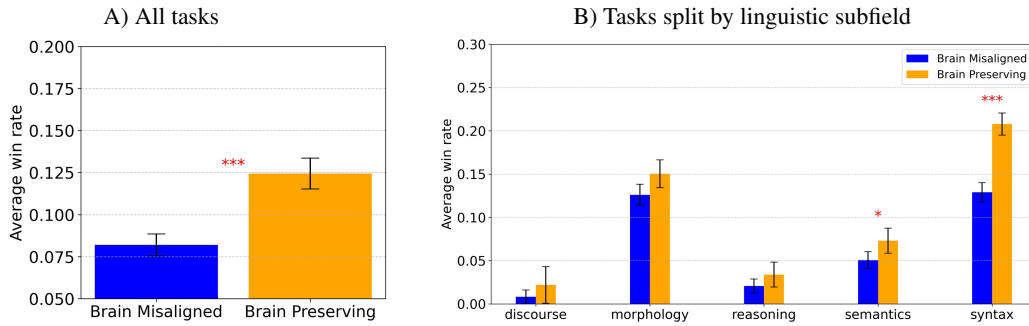 A) All tasks
0.200
0.175
0.150
0.125
0.100
0.075
0.050
Average win rate
***
Brain Misaligned
Brain Preserving
B) Tasks split by linguistic subfield
0.30
0.25
0.20
0.15
0.10
0.05
0.00
Average win rate
Brain Misaligned
Brain Preserving
*
***
discourse
morphology
reasoning
semantics
syntax